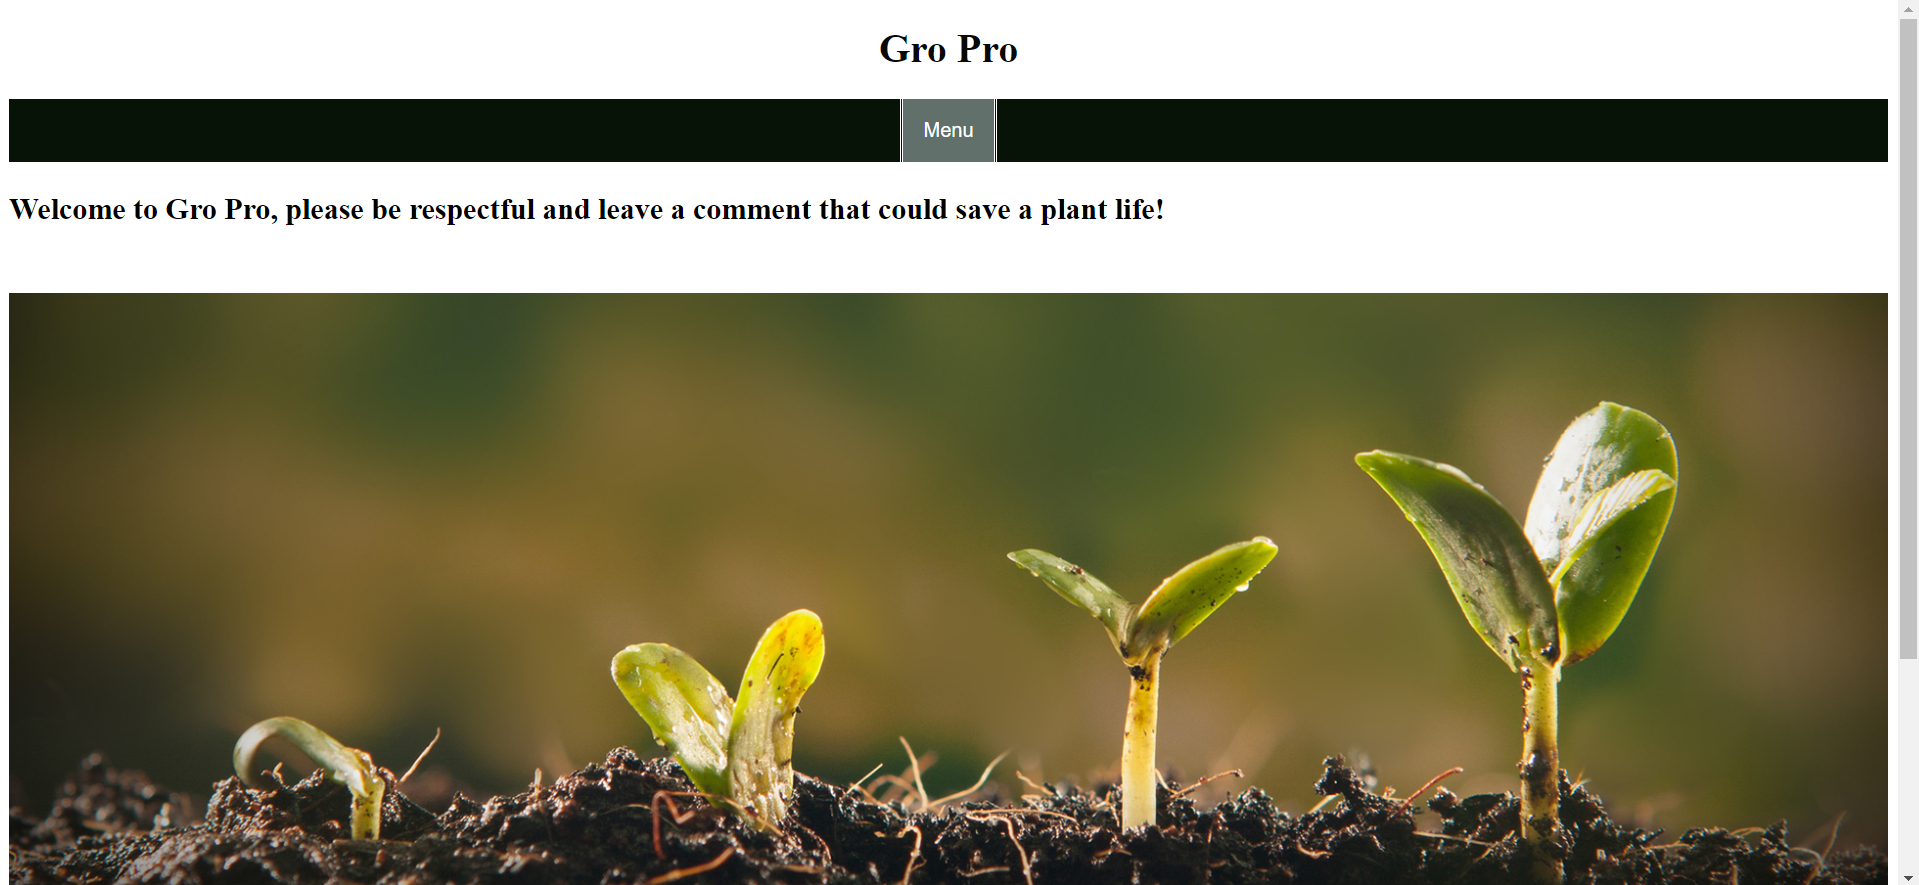 Gro Pro
Menu
Welcome to Gro Pro, please be respectful and leave a comment that could save a plant life!